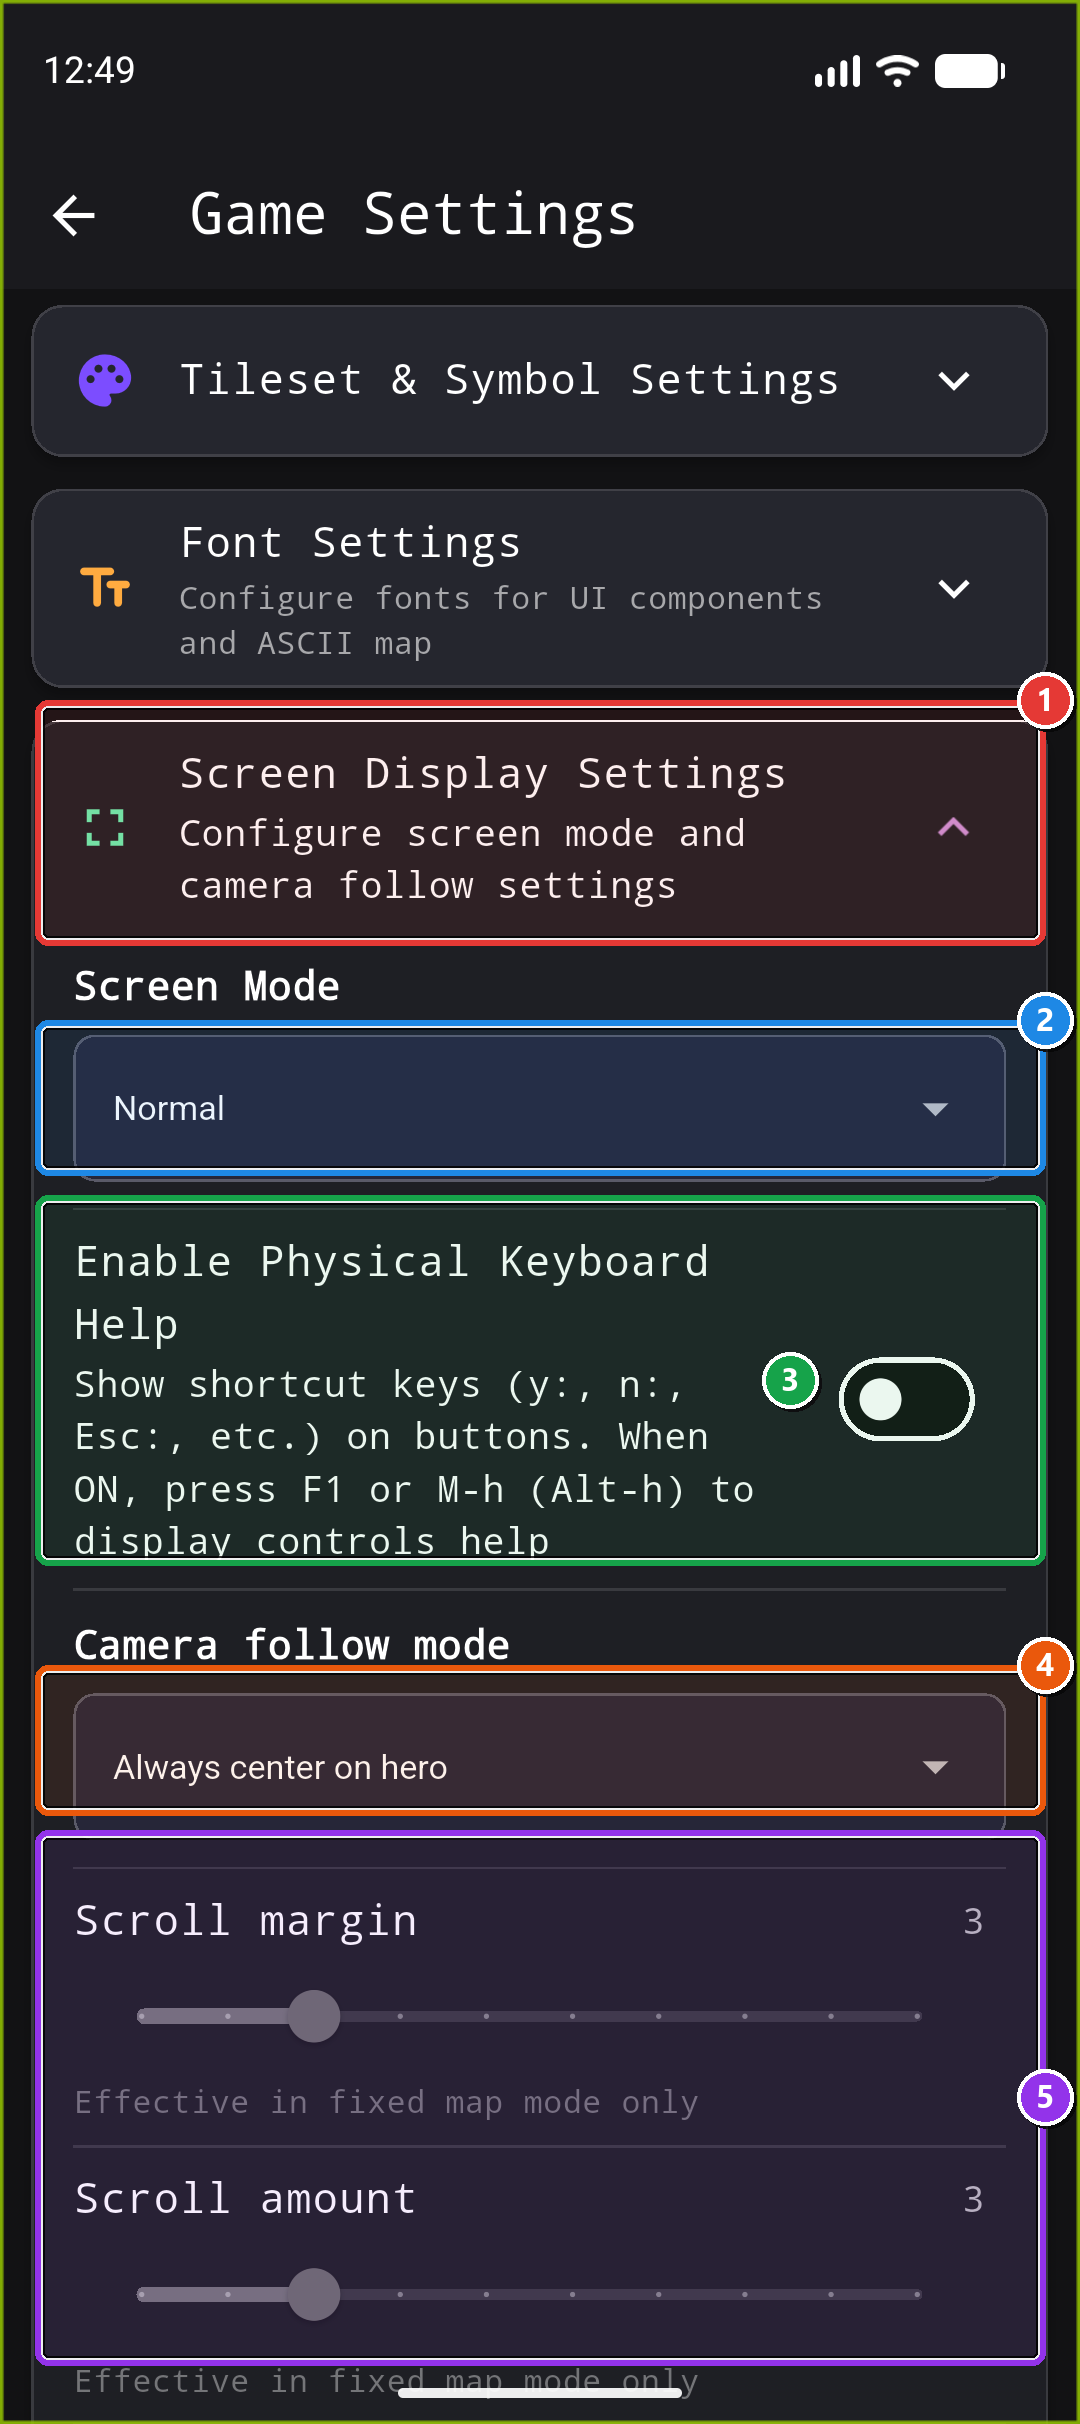 12:49
Game Settings
Tileset & Symbol Settings
Font Settings
Configure fonts for UI components
and ASCII map
1
Screen Display Settings
Configure screen mode and
camera follow settings
Screen Mode
2
Normal
Enable Physical Keyboard
Help
Show shortcut keys (y:, n:,
Esc:, etc.) on buttons. When
ON, press F1 or M-h (Alt-h) to
display controls help
3
Camera follow mode
4
Always center on hero
Scroll margin 3
Effective in fixed map mode only
5
Scroll amount 3
Effective in fixed map mode only